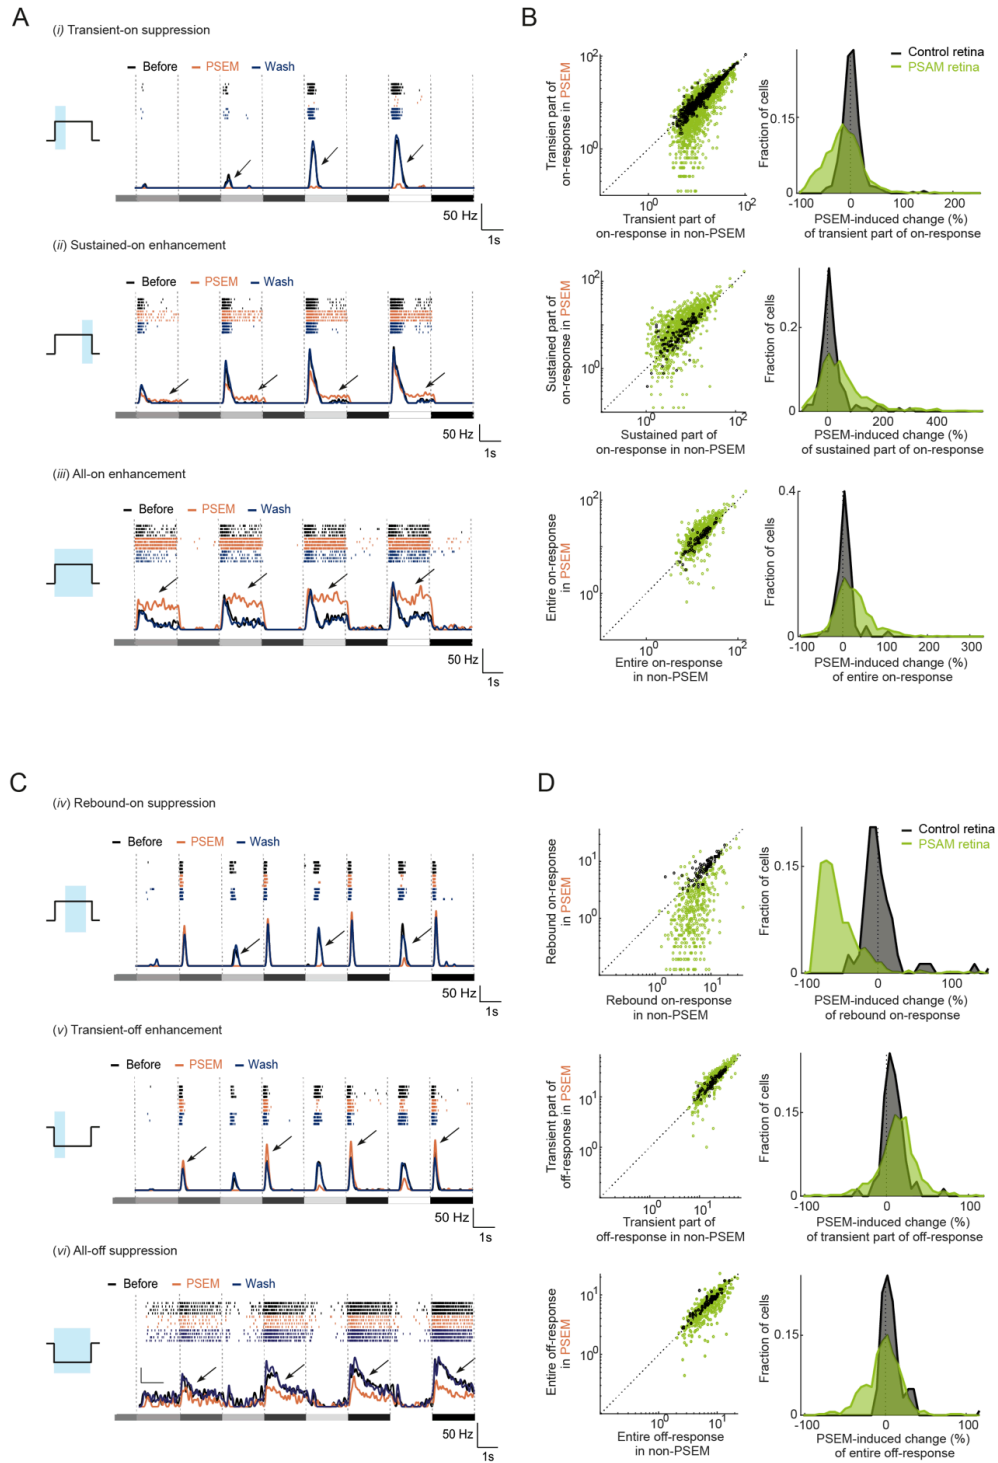 A
(i) Transient-on suppression
Before PSEM Wash
50 Hz
1s
(ii) Sustained-on enhancement
Before PSEM Wash
50 Hz
1s
(iii) All-on enhancement
Before PSEM Wash
50 Hz
1s
B
Transien part of
on-response in PSEM
10²
10⁰
10⁰ 10²
Transient part of
on-response in non-PSEM
Control retina
PSAM retina
Fraction of cells
0.15
0
-100 0 100 200
PSEM-induced change (%)
of transient part of on-response
Sustained part of
on-response in PSEM
10²
10⁰
10⁰ 10²
Sustained part of
on-response in non-PSEM
Fraction of cells
0.2
0
0 200 400
PSEM-induced change (%)
of sustained part of on-response
Entire on-response
in PSEM
10²
10⁰
10⁰ 10²
Entire on-response
in non-PSEM
Fraction of cells
0.4
0
-100 0 100 200 300
PSEM-induced change (%)
of entire on-response
C
(iv) Rebound-on suppression
Before PSEM Wash
50 Hz
1s
(v) Transient-off enhancement
Before PSEM Wash
50 Hz
1s
(vi) All-off suppression
Before PSEM Wash
50 Hz
1s
D
Rebound on-response
in PSEM
10¹
10⁰
10⁰ 10¹
Rebound on-response
in non-PSEM
Control retina
PSAM retina
Fraction of cells
0.15
0
-100 0 100
PSEM-induced change (%)
of rebound on-response
Transient part of
off-response in PSEM
10¹
10⁰
10⁰ 10¹
Transient part of
off-response in non-PSEM
Fraction of cells
0.15
0
-100 0 100
PSEM-induced change (%)
of transient part of off-response
Entire off-response
in PSEM
10¹
10⁰
10⁰ 10¹
Entire off-response
in non-PSEM
Fraction of cells
0.15
0
-100 0 100
PSEM-induced change (%)
of entire off-response